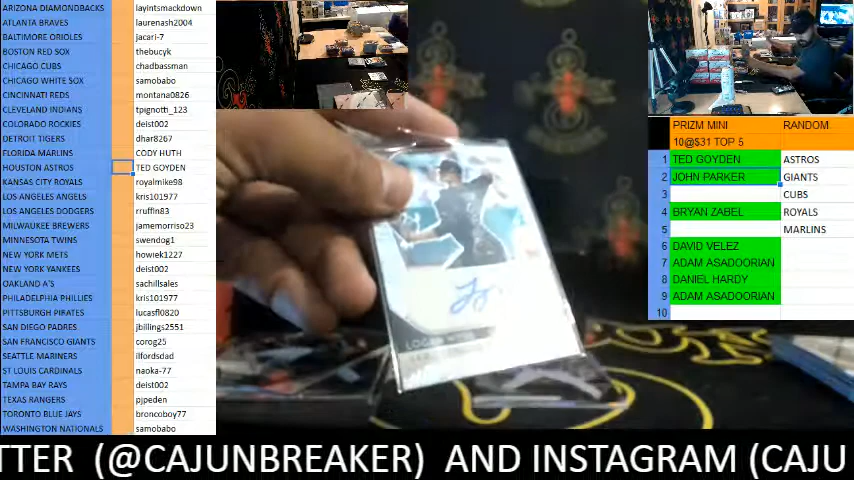 ARIZONA DIAMONDBACKS layintsmackdown
ATLANTA BRAVES laurenash2004
BALTIMORE ORIOLES jacari-7
BOSTON RED SOX thebucyk
CHICAGO CUBS chadbassman
CHICAGO WHITE SOX samobabo
CINCINNATI REDS montana0826
CLEVELAND INDIANS tpignotti_123
COLORADO ROCKIES deist002
DETROIT TIGERS dhar8267
FLORIDA MARLINS CODY HUTH
HOUSTON ASTROS TED GOYDEN
KANSAS CITY ROYALS royalmike98
LOS ANGELES ANGELS kris101977
LOS ANGELES DODGERS rruffin83
MILWAUKEE BREWERS jamemorriso23
MINNESOTA TWINS swendog1
NEW YORK METS howiek1227
NEW YORK YANKEES deist002
OAKLAND A'S sachillsales
PHILADELPHIA PHILLIES kris101977
PITTSBURGH PIRATES lucasfl0820
SAN DIEGO PADRES jbillings2551
SAN FRANCISCO GIANTS corog25
SEATTLE MARINERS ilfordsdad
ST LOUIS CARDINALS naoka-77
TAMPA BAY RAYS deist002
TEXAS RANGERS pjpeden
TORONTO BLUE JAYS broncoboy77
WASHINGTON NATIONALS samobabo
LOGAN
PRIZM MINI RANDOM
10@$31 TOP 5
1 TED GOYDEN ASTROS
2 JOHN PARKER GIANTS
3 CUBS
4 BRYAN ZABEL ROYALS
5 MARLINS
6 DAVID VELEZ
7 ADAM ASADOORIAN
8 DANIEL HARDY
9 ADAM ASADOORIAN
10
TTER (@CAJUNBREAKER) AND INSTAGRAM (CAJU